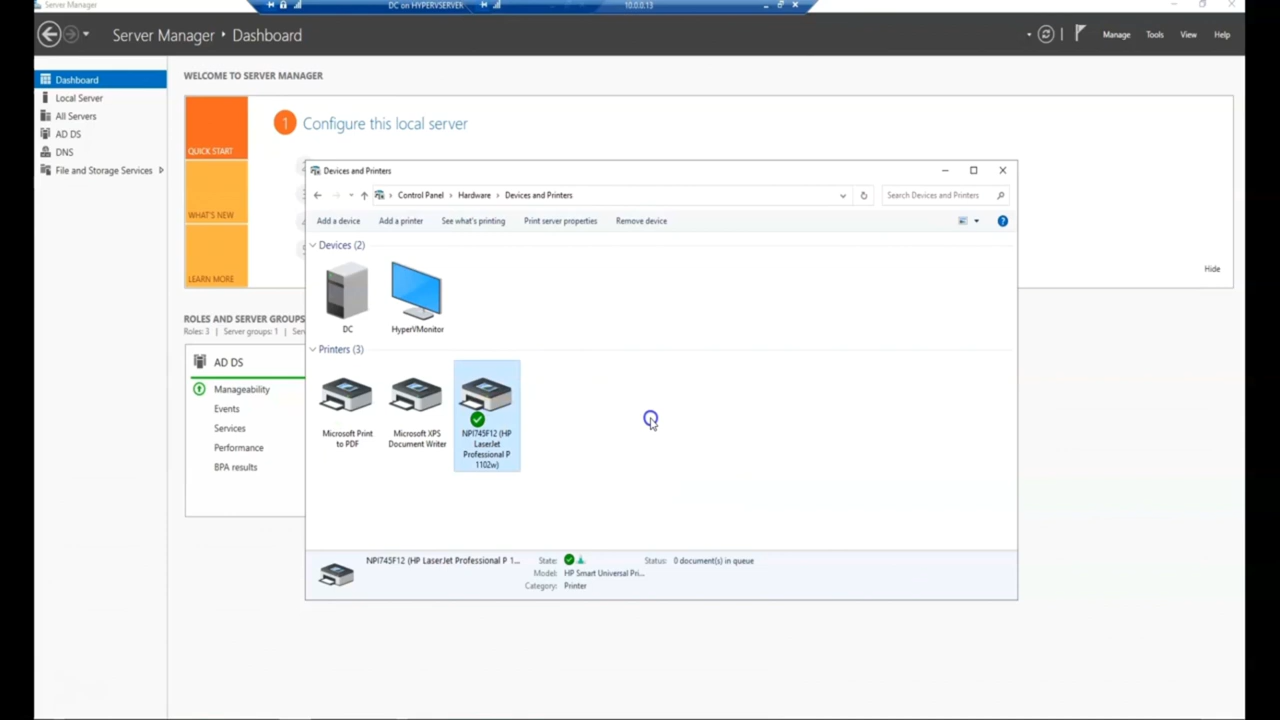 Server Manager
DC on HYPERVSERVER
10.0.0.13
Server Manager
Dashboard
Manage
Tools
View
Help
Dashboard
Local Server
All Servers
AD DS
DNS
File and Storage Services
WELCOME TO SERVER MANAGER
QUICK START
WHAT'S NEW
LEARN MORE
1 Configure this local server
Hide
ROLES AND SERVER GROUPS
Roles: 3 | Server groups: 1 |
AD DS
Manageability
Events
Services
Performance
BPA results
Devices and Printers
Control Panel > Hardware > Devices and Printers
Search Devices and Printers
Add a device
Add a printer
See what's printing
Print server properties
Remove device
Devices (2)
DC
HyperVMonitor
Printers (3)
Microsoft Print
to PDF
Microsoft XPS
Document Writer
NPI745F12 (HP
LaserJet
Professional P
1102w)
NPI745F12 (HP LaserJet Professional P 1...
State:
Status: 0 document(s) in queue
Model: HP Smart Universal Pri...
Category: Printer